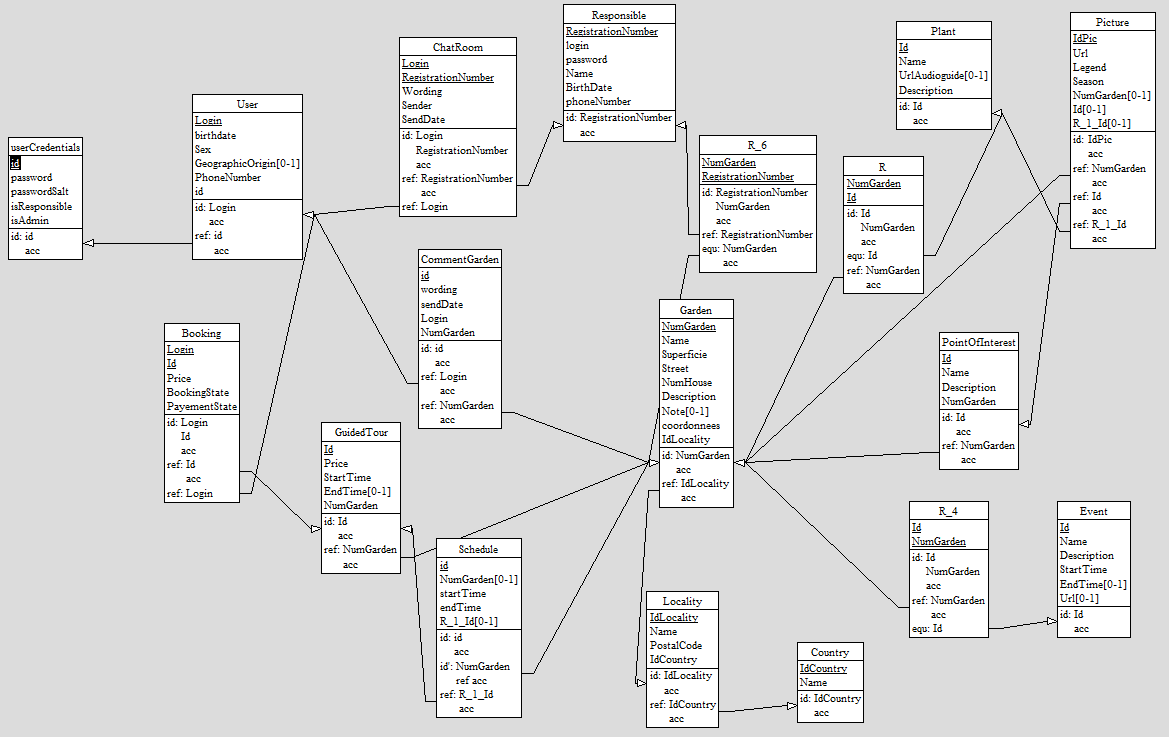 userCredentials
id
password
passwordSalt
isResponsible
isAdmin
id: id
acc
User
Login
birthdate
Sex
GeographicOrigin[0-1]
PhoneNumber
id
id: Login
acc
ref: id
acc
ChatRoom
Login
RegistrationNumber
Wording
Sender
SendDate
id: Login
RegistrationNumber
acc
ref: RegistrationNumber
acc
ref: Login
Responsible
RegistrationNumber
login
password
Name
BirthDate
phoneNumber
id: RegistrationNumber
acc
R_6
NumGarden
RegistrationNumber
id: RegistrationNumber
NumGarden
acc
ref: RegistrationNumber
equ: NumGarden
acc
Plant
Id
Name
UrlAudioguide[0-1]
Description
id: Id
acc
R
NumGarden
Id
id: Id
NumGarden
acc
equ: Id
ref: NumGarden
acc
Picture
IdPic
Url
Legend
Season
NumGarden[0-1]
Id[0-1]
R_1_Id[0-1]
id: IdPic
acc
ref: NumGarden
acc
ref: Id
acc
ref: R_1_Id
acc
CommentGarden
id
wording
sendDate
Login
NumGarden
id: id
acc
ref: Login
acc
ref: NumGarden
acc
Garden
NumGarden
Name
Superficie
Street
NumHouse
Description
Note[0-1]
coordonnees
IdLocality
id: NumGarden
acc
ref: IdLocality
acc
PointOfInterest
Id
Name
Description
NumGarden
id: Id
acc
ref: NumGarden
acc
Booking
Login
Id
Price
BookingState
PayementState
id: Login
Id
acc
ref: Id
acc
ref: Login
GuidedTour
Id
Price
StartTime
EndTime[0-1]
NumGarden
id: Id
acc
ref: NumGarden
acc
Schedule
id
NumGarden[0-1]
startTime
endTime
R_1_Id[0-1]
id: id
acc
id': NumGarden
ref acc
ref: R_1_Id
acc
Locality
IdLocality
Name
PostalCode
IdCountry
id: IdLocality
acc
ref: IdCountry
acc
Country
IdCountry
Name
id: IdCountry
acc
R_4
Id
NumGarden
id: Id
NumGarden
acc
ref: NumGarden
acc
equ: Id
Event
Id
Name
Description
StartTime
EndTime[0-1]
Url[0-1]
id: Id
acc